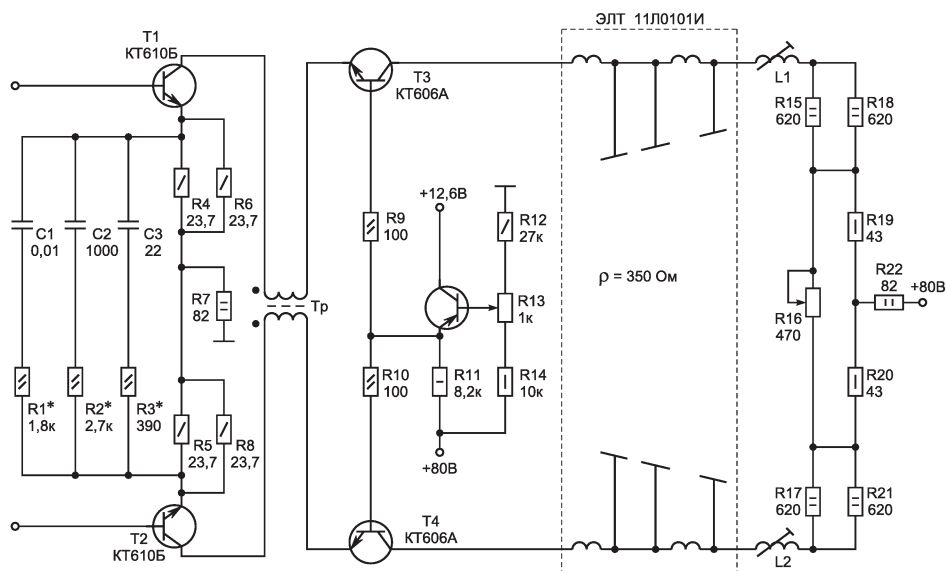 ЭЛТ 11Л0101И
T1
КТ610Б
T3
КТ606А
L1
R15
620
R18
620
R4
23,7
R6
23,7
C1
0,01
C2
1000
C3
22
+12,6В
R9
100
R12
27к
R19
43
ρ = 350 Ом
R7
82
Тр
R13
1к
R22
82
+80В
R16
470
R1*
1,8к
R2*
2,7к
R3*
390
R10
100
R11
8,2к
R14
10к
R20
43
R5
23,7
R8
23,7
+80В
R17
620
R21
620
T2
КТ610Б
T4
КТ606А
L2